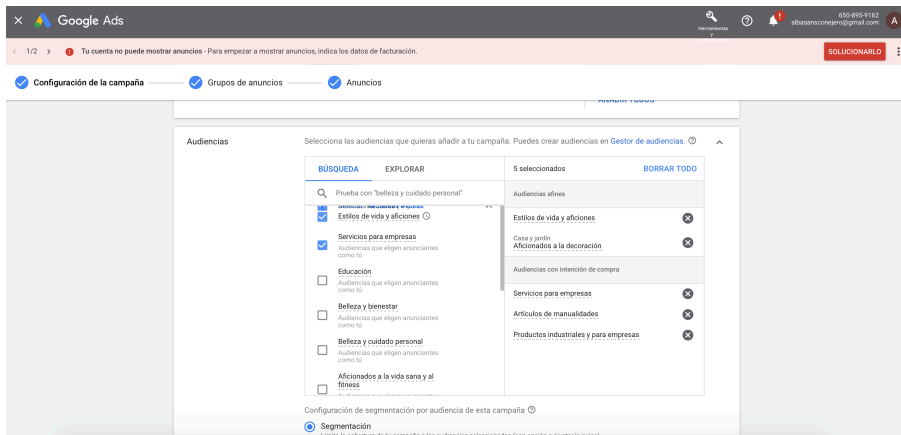 Google Ads
Herramientas
y
650-895-9162
albasansconejero@gmail.com
A
1/2
Tu cuenta no puede mostrar anuncios - Para empezar a mostrar anuncios, indica los datos de facturación.
SOLUCIONARLO
Configuración de la campaña
Grupos de anuncios
Anuncios
AÑADIR TODOS
Audiencias
Selecciona las audiencias que quieras añadir a tu campaña. Puedes crear audiencias en Gestor de audiencias.
BÚSQUEDA
EXPLORAR
Prueba con "belleza y cuidado personal"
Estilos de vida y aficiones
Servicios para empresas
Audiencias que eligen anunciantes
como tú
Educación
Audiencias que eligen anunciantes
como tú
Belleza y bienestar
Audiencias que eligen anunciantes
como tú
Belleza y cuidado personal
Audiencias que eligen anunciantes
como tú
Aficionados a la vida sana y al
fitness
5 seleccionados
BORRAR TODO
Audiencias afines
Estilos de vida y aficiones
Casa y jardín
Aficionados a la decoración
Audiencias con intención de compra
Servicios para empresas
Artículos de manualidades
Productos industriales y para empresas
Configuración de segmentación por audiencia de esta campaña
Segmentación